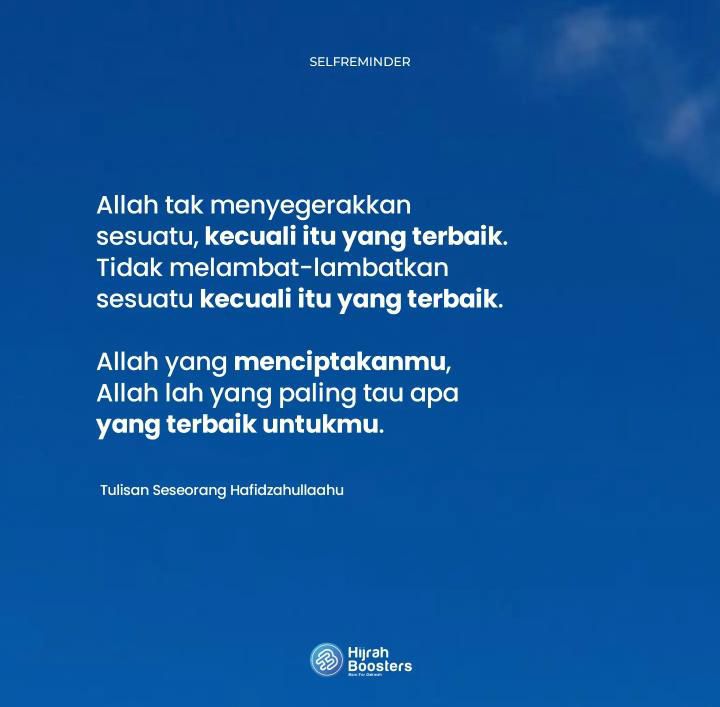 SELFREMINDER
Allah tak menyegerakkan
sesuatu, kecuali itu yang terbaik.
Tidak melambat-lambatkan
sesuatu kecuali itu yang terbaik.
Allah yang menciptakanmu,
Allah lah yang paling tau apa
yang terbaik untukmu.
Tulisan Seseorang Hafidzahullaahu
Hijrah
Boosters